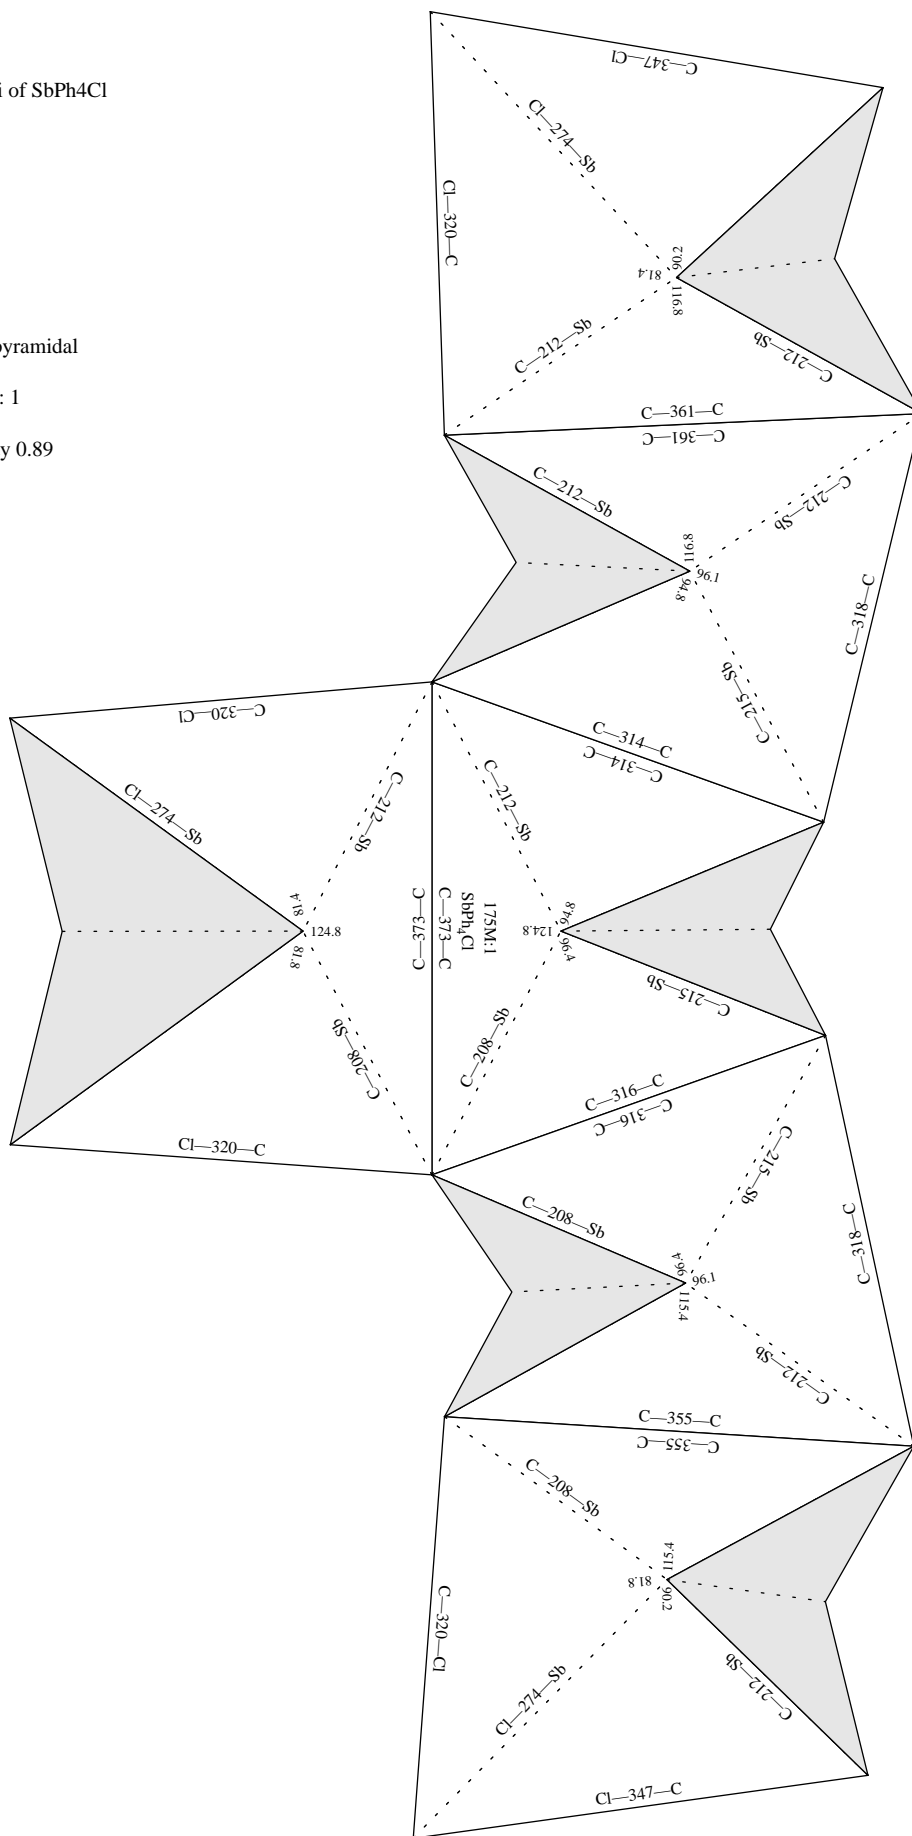 i of SbPh4Cl
pyramidal
: 1
y 0.89
C—347—Cl
Cl—274—Sb
Cl—320—C
90.2
81.4
116.8
C—212—Sb
C—212—Sb
C—361—C
C—361—C
C—212—Sb
C—212—Sb
119.8
96.1
94.8
C—318—C
C—215—Sb
C—320—Cl
C—314—C
C—314—C
C—212—Sb
C—212—Sb
Cl—274—Sb
81.4
124.8
81.8
C—373—C
C—373—C
SbPh4Cl
175M:1
94.8
124.8
96.4
C—215—Sb
C—208—Sb
C—208—Sb
C—316—C
C—316—C
Cl—320—C
C—215—Sb
C—208—Sb
C—318—C
96.4
96.1
115.4
C—212—Sb
C—355—C
C—355—C
C—208—Sb
115.4
81.8
90.2
C—320—Cl
C—212—Sb
Cl—274—Sb
Cl—347—C